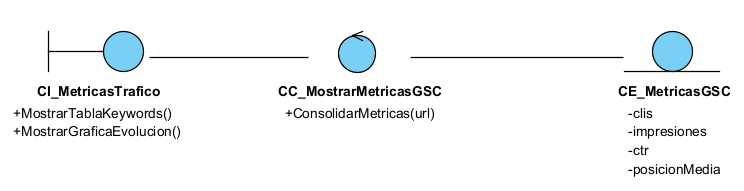 CI_MetricasTrafico
+MostrarTablaKeywords()
+MostrarGraficaEvolucion()
CC_MostrarMetricasGSC
+ConsolidarMetricas(url)
CE_MetricasGSC
-clis
-impresiones
-ctr
-posicionMedia